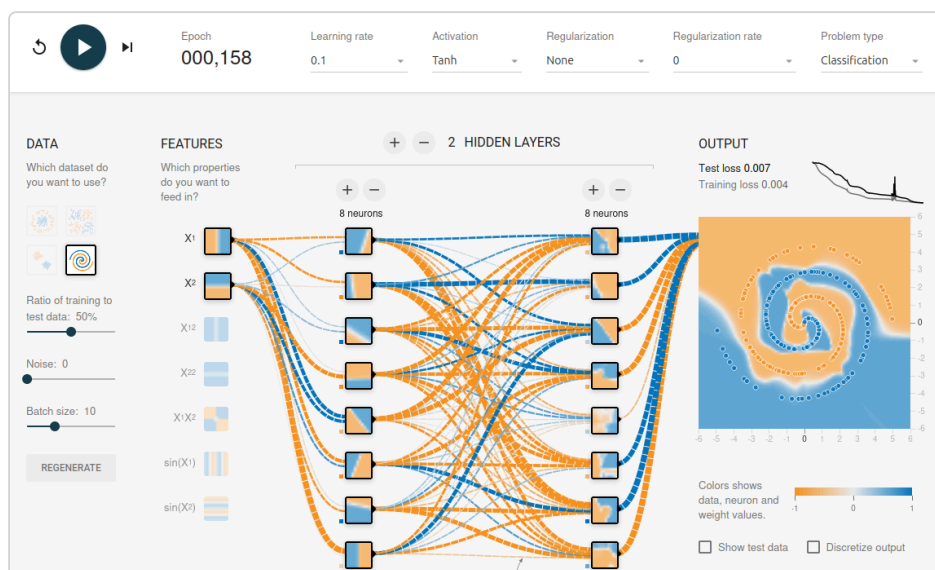 Epoch
000,158
Learning rate
0.1
Activation
Tanh
Regularization
None
Regularization rate
0
Problem type
Classification
DATA
Which dataset do
you want to use?
Ratio of training to
test data: 50%
Noise: 0
Batch size: 10
REGENERATE
FEATURES
Which properties
do you want to
feed in?
X1
X2
X12
X22
X1X2
sin(X1)
sin(X2)
+ − 2 HIDDEN LAYERS
+ −
8 neurons
+ −
8 neurons
OUTPUT
Test loss 0.007
Training loss 0.004
6
5
4
3
2
1
0
-1
-2
-3
-4
-5
-6
-6 -5 -4 -3 -2 -1 0 1 2 3 4 5 6
Colors shows
data, neuron and
weight values.
-1 0 1
Show test data
Discretize output